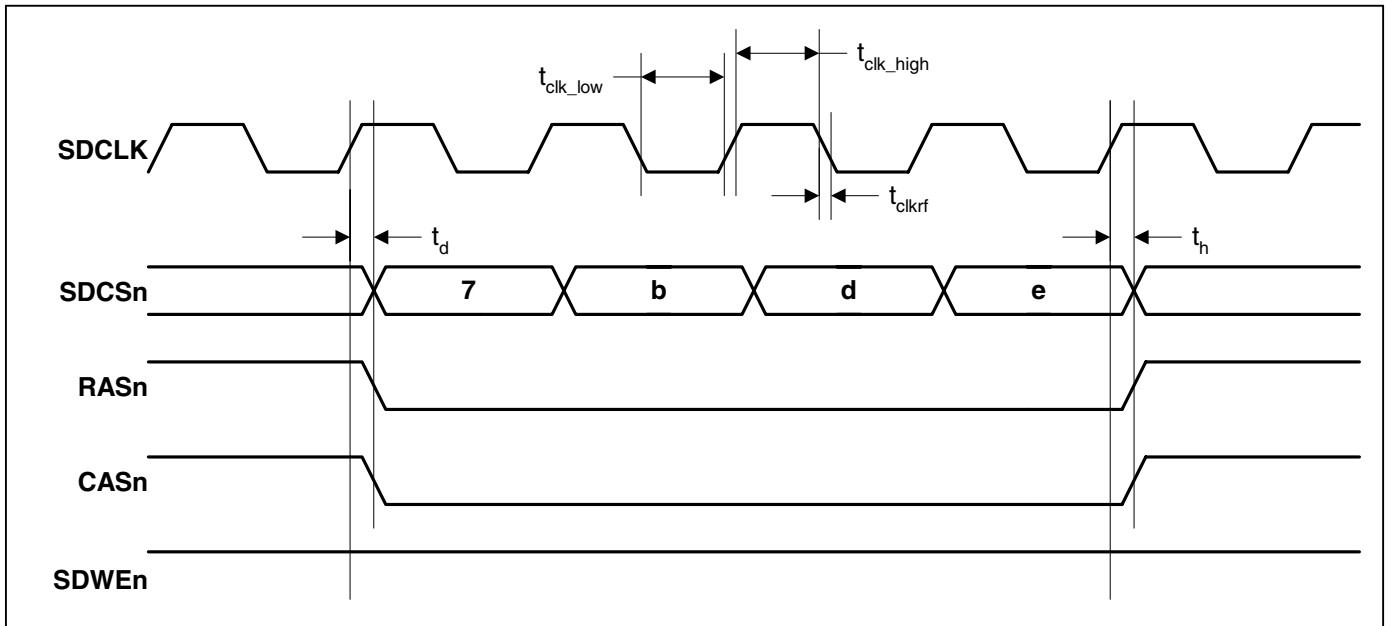 t_clk_low
t_clk_high
SDCLK
t_clkrf
t_d
t_h
SDCSn
7 b d e
RASn
CASn
SDWEn